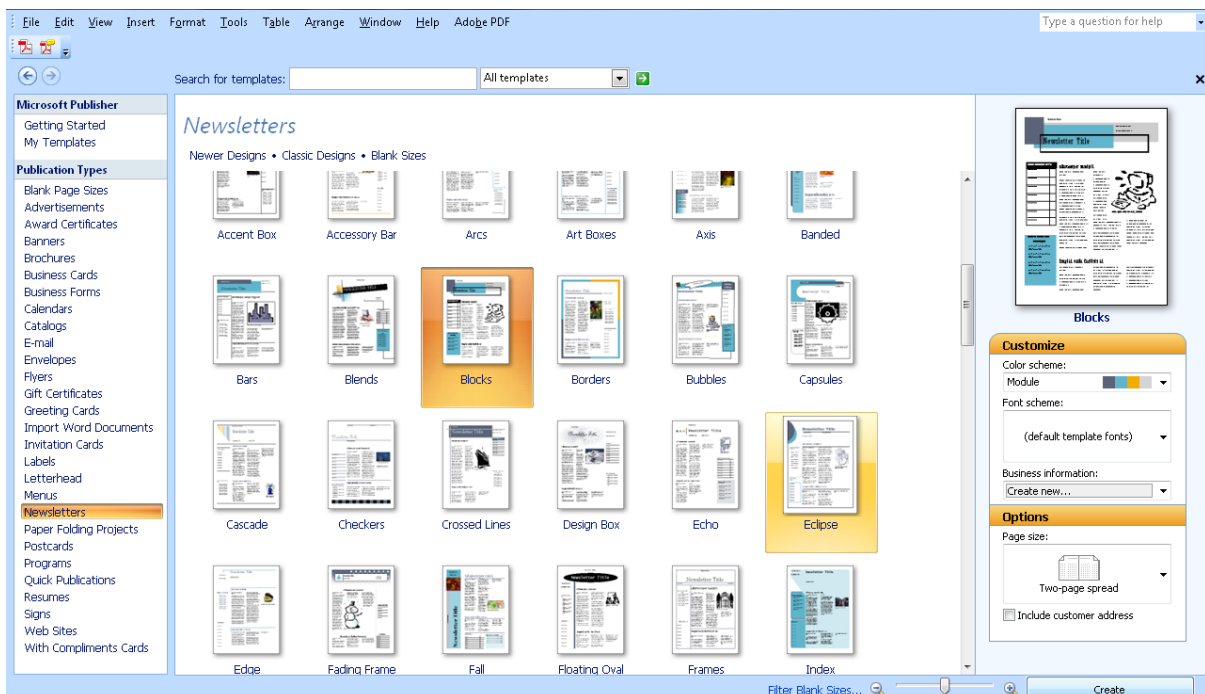 File Edit View Insert Format Tools Table Arrange Window Help Adobe PDF
Type a question for help
Search for templates:
All templates
Microsoft Publisher
Getting Started
My Templates
Publication Types
Blank Page Sizes
Advertisements
Award Certificates
Banners
Brochures
Business Cards
Business Forms
Calendars
Catalogs
E-mail
Envelopes
Flyers
Gift Certificates
Greeting Cards
Import Word Documents
Invitation Cards
Labels
Letterhead
Menus
Newsletters
Paper Folding Projects
Postcards
Programs
Quick Publications
Resumes
Signs
Web Sites
With Compliments Cards
Newsletters
Newer Designs • Classic Designs • Blank Sizes
Accent Box Accessory Bar Arcs Art Boxes Axis Banded
Bars Blends Blocks Borders Bubbles Capsules
Cascade Checkers Crossed Lines Design Box Echo Eclipse
Edge Fading Frame Fall Floating Oval Frames Index
Newsletter Title
Blocks
Customize
Color scheme:
Module
Font scheme:
(default template fonts)
Business information:
Create new...
Options
Page size:
Two-page spread
Include customer address
Filter Blank Sizes...
Create